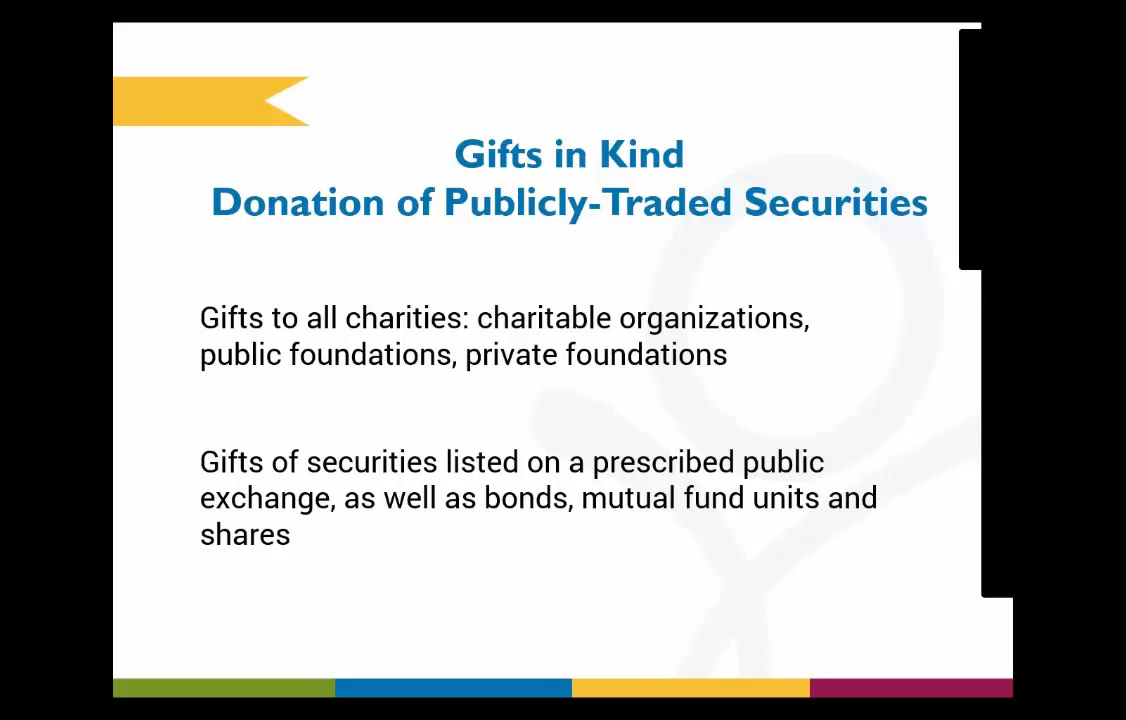 Gifts in Kind
Donation of Publicly-Traded Securities
Gifts to all charities: charitable organizations,
public foundations, private foundations
Gifts of securities listed on a prescribed public
exchange, as well as bonds, mutual fund units and
shares